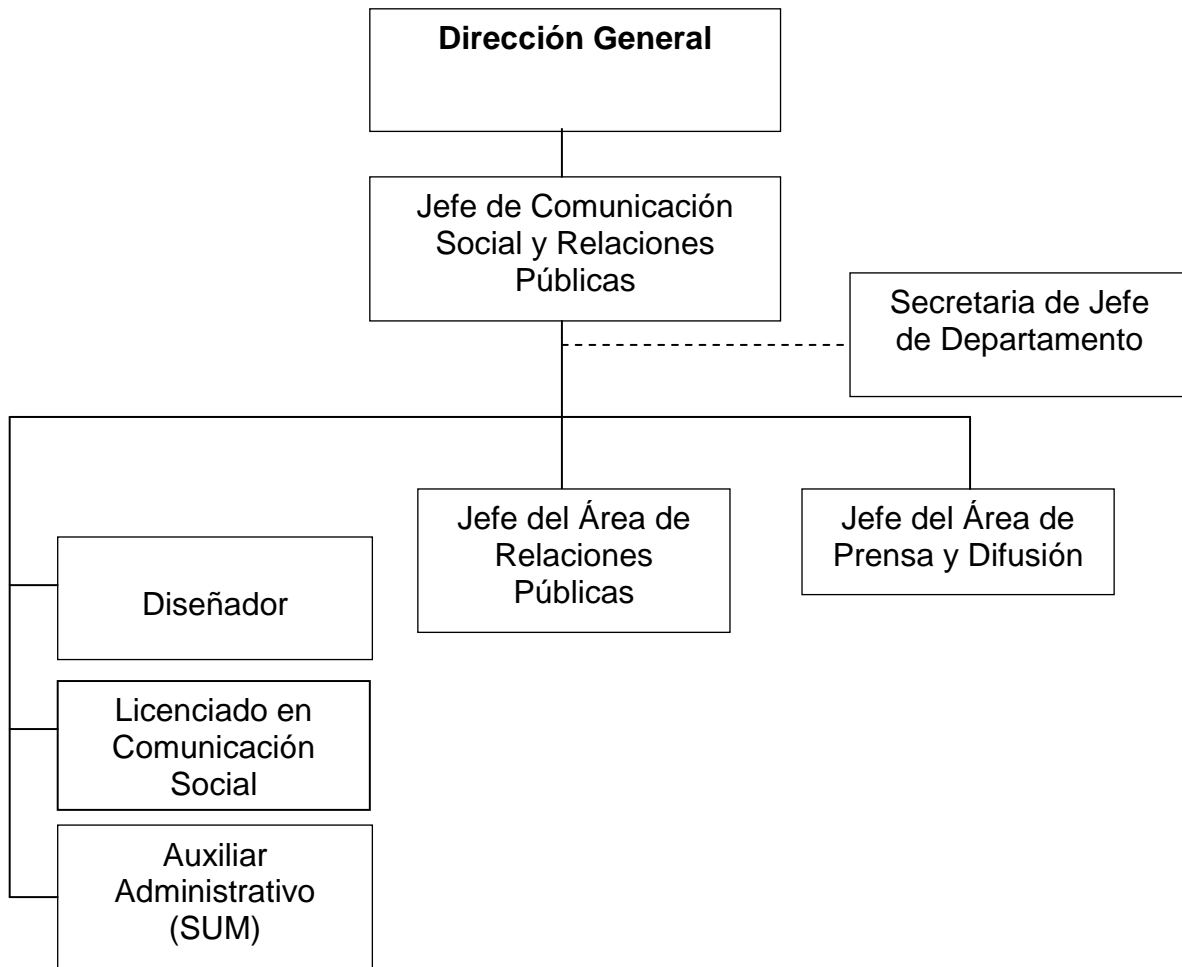 Dirección General
Jefe de Comunicación
Social y Relaciones
Públicas
Secretaria de Jefe
de Departamento
Jefe del Área de
Relaciones
Públicas
Jefe del Área de
Prensa y Difusión
Diseñador
Licenciado en
Comunicación
Social
Auxiliar
Administrativo
(SUM)